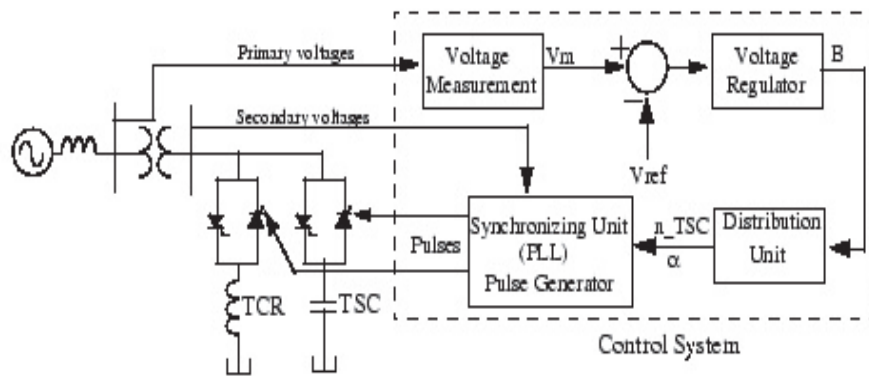 Primary voltages
Voltage
Measurement
Vm
+
−
Voltage
Regulator
B
Secondary voltages
Vref
Synchronizing Unit
(PLL)
Pulse Generator
n_TSC
α
Distribution
Unit
Pulses
TCR
TSC
Control System